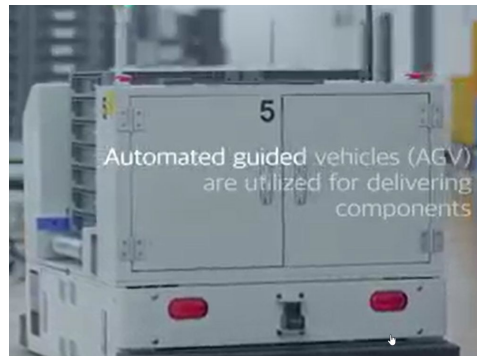 5
Automated guided vehicles (AGV)
are utilized for delivering
components